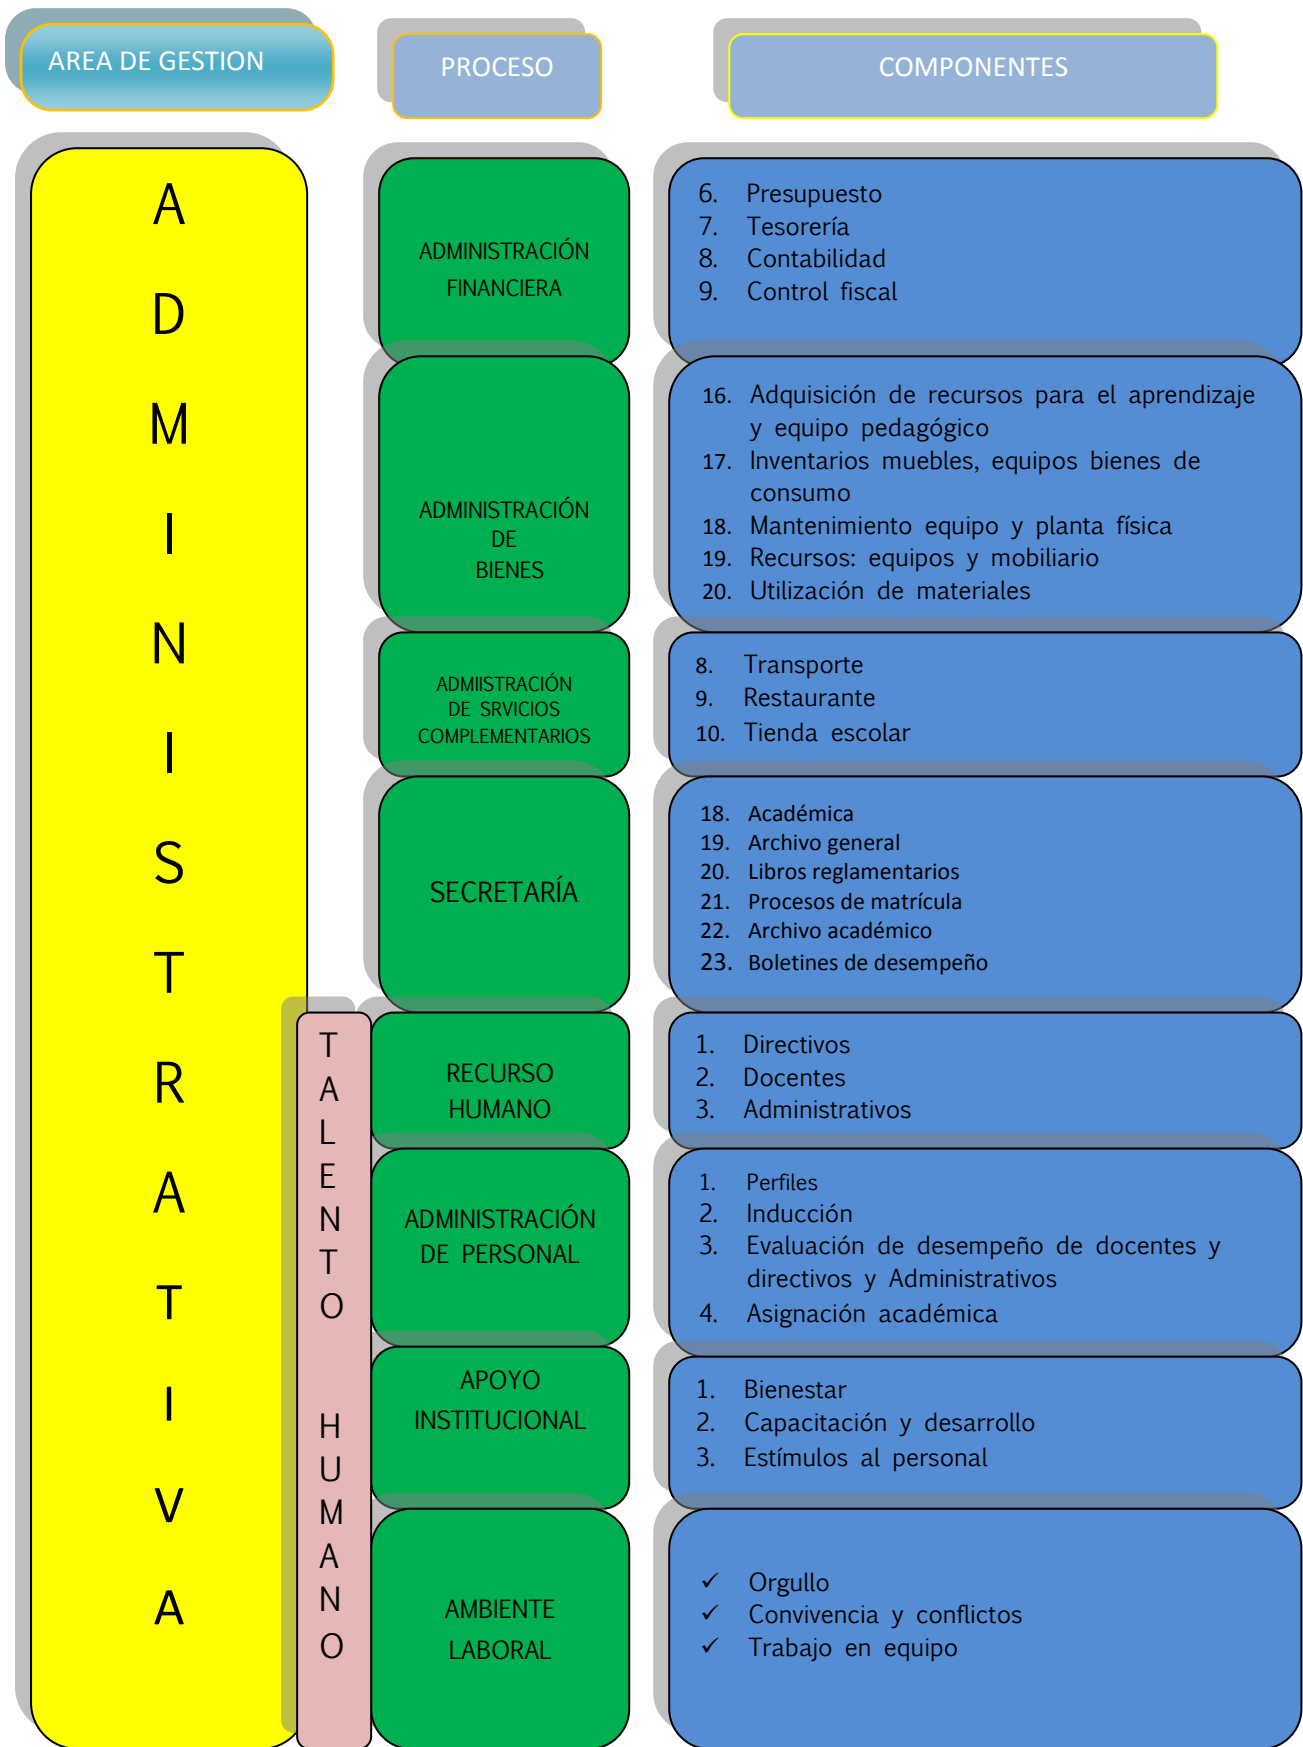 AREA DE GESTION
PROCESO
COMPONENTES
ADMINISTRATIVA
ADMINISTRACIÓN
FINANCIERA
6. Presupuesto
7. Tesorería
8. Contabilidad
9. Control fiscal
ADMINISTRACIÓN
DE
BIENES
16. Adquisición de recursos para el aprendizaje
y equipo pedagógico
17. Inventarios muebles, equipos bienes de
consumo
18. Mantenimiento equipo y planta física
19. Recursos: equipos y mobiliario
20. Utilización de materiales
ADMIISTRACIÓN
DE SRVICIOS
COMPLEMENTARIOS
8. Transporte
9. Restaurante
10. Tienda escolar
SECRETARÍA
18. Académica
19. Archivo general
20. Libros reglamentarios
21. Procesos de matrícula
22. Archivo académico
23. Boletines de desempeño
TALENTO HUMANO
RECURSO
HUMANO
1. Directivos
2. Docentes
3. Administrativos
ADMINISTRACIÓN
DE PERSONAL
1. Perfiles
2. Inducción
3. Evaluación de desempeño de docentes y
directivos y Administrativos
4. Asignación académica
APOYO
INSTITUCIONAL
1. Bienestar
2. Capacitación y desarrollo
3. Estímulos al personal
AMBIENTE
LABORAL
✓ Orgullo
✓ Convivencia y conflictos
✓ Trabajo en equipo